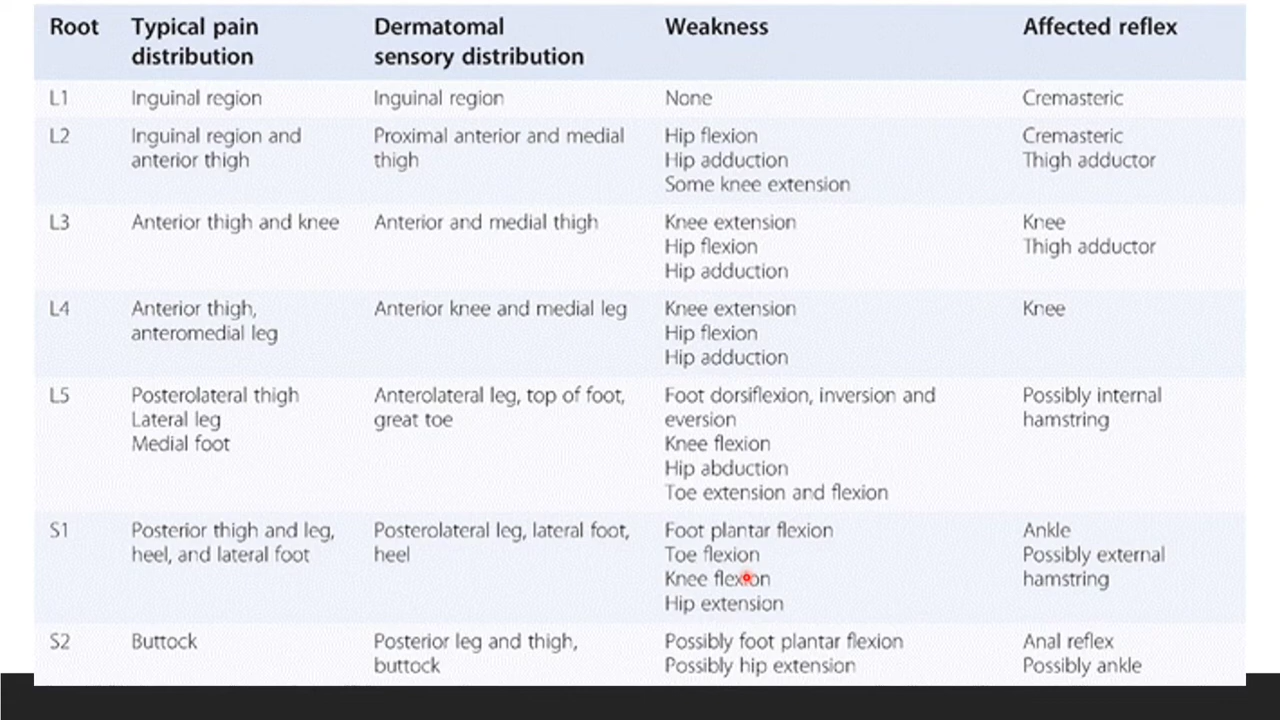 Root Typical pain distribution Dermatomal sensory distribution Weakness Affected reflex
L1 Inguinal region Inguinal region None Cremasteric
L2 Inguinal region and anterior thigh Proximal anterior and medial thigh Hip flexion Hip adduction Some knee extension Cremasteric Thigh adductor
L3 Anterior thigh and knee Anterior and medial thigh Knee extension Hip flexion Hip adduction Knee Thigh adductor
L4 Anterior thigh, anteromedial leg Anterior knee and medial leg Knee extension Hip flexion Hip adduction Knee
L5 Posterolateral thigh Lateral leg Medial foot Anterolateral leg, top of foot, great toe Foot dorsiflexion, inversion and eversion Knee flexion Hip abduction Toe extension and flexion Possibly internal hamstring
S1 Posterior thigh and leg, heel, and lateral foot Posterolateral leg, lateral foot, heel Foot plantar flexion Toe flexion Knee flexion Hip extension Ankle Possibly external hamstring
S2 Buttock Posterior leg and thigh, buttock Possibly foot plantar flexion Possibly hip extension Anal reflex Possibly ankle